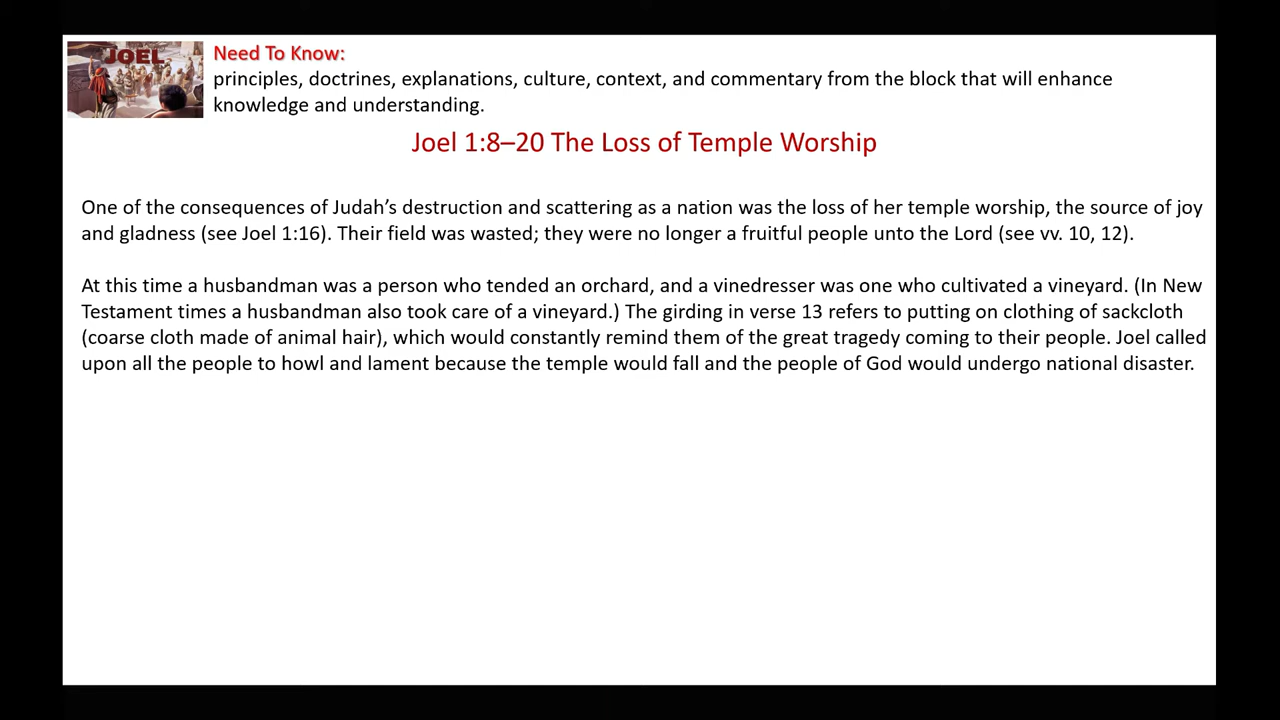 JOEL
Need To Know:
principles, doctrines, explanations, culture, context, and commentary from the block that will enhance
knowledge and understanding.
Joel 1:8–20 The Loss of Temple Worship
One of the consequences of Judah’s destruction and scattering as a nation was the loss of her temple worship, the source of joy
and gladness (see Joel 1:16). Their field was wasted; they were no longer a fruitful people unto the Lord (see vv. 10, 12).
At this time a husbandman was a person who tended an orchard, and a vinedresser was one who cultivated a vineyard. (In New
Testament times a husbandman also took care of a vineyard.) The girding in verse 13 refers to putting on clothing of sackcloth
(coarse cloth made of animal hair), which would constantly remind them of the great tragedy coming to their people. Joel called
upon all the people to howl and lament because the temple would fall and the people of God would undergo national disaster.